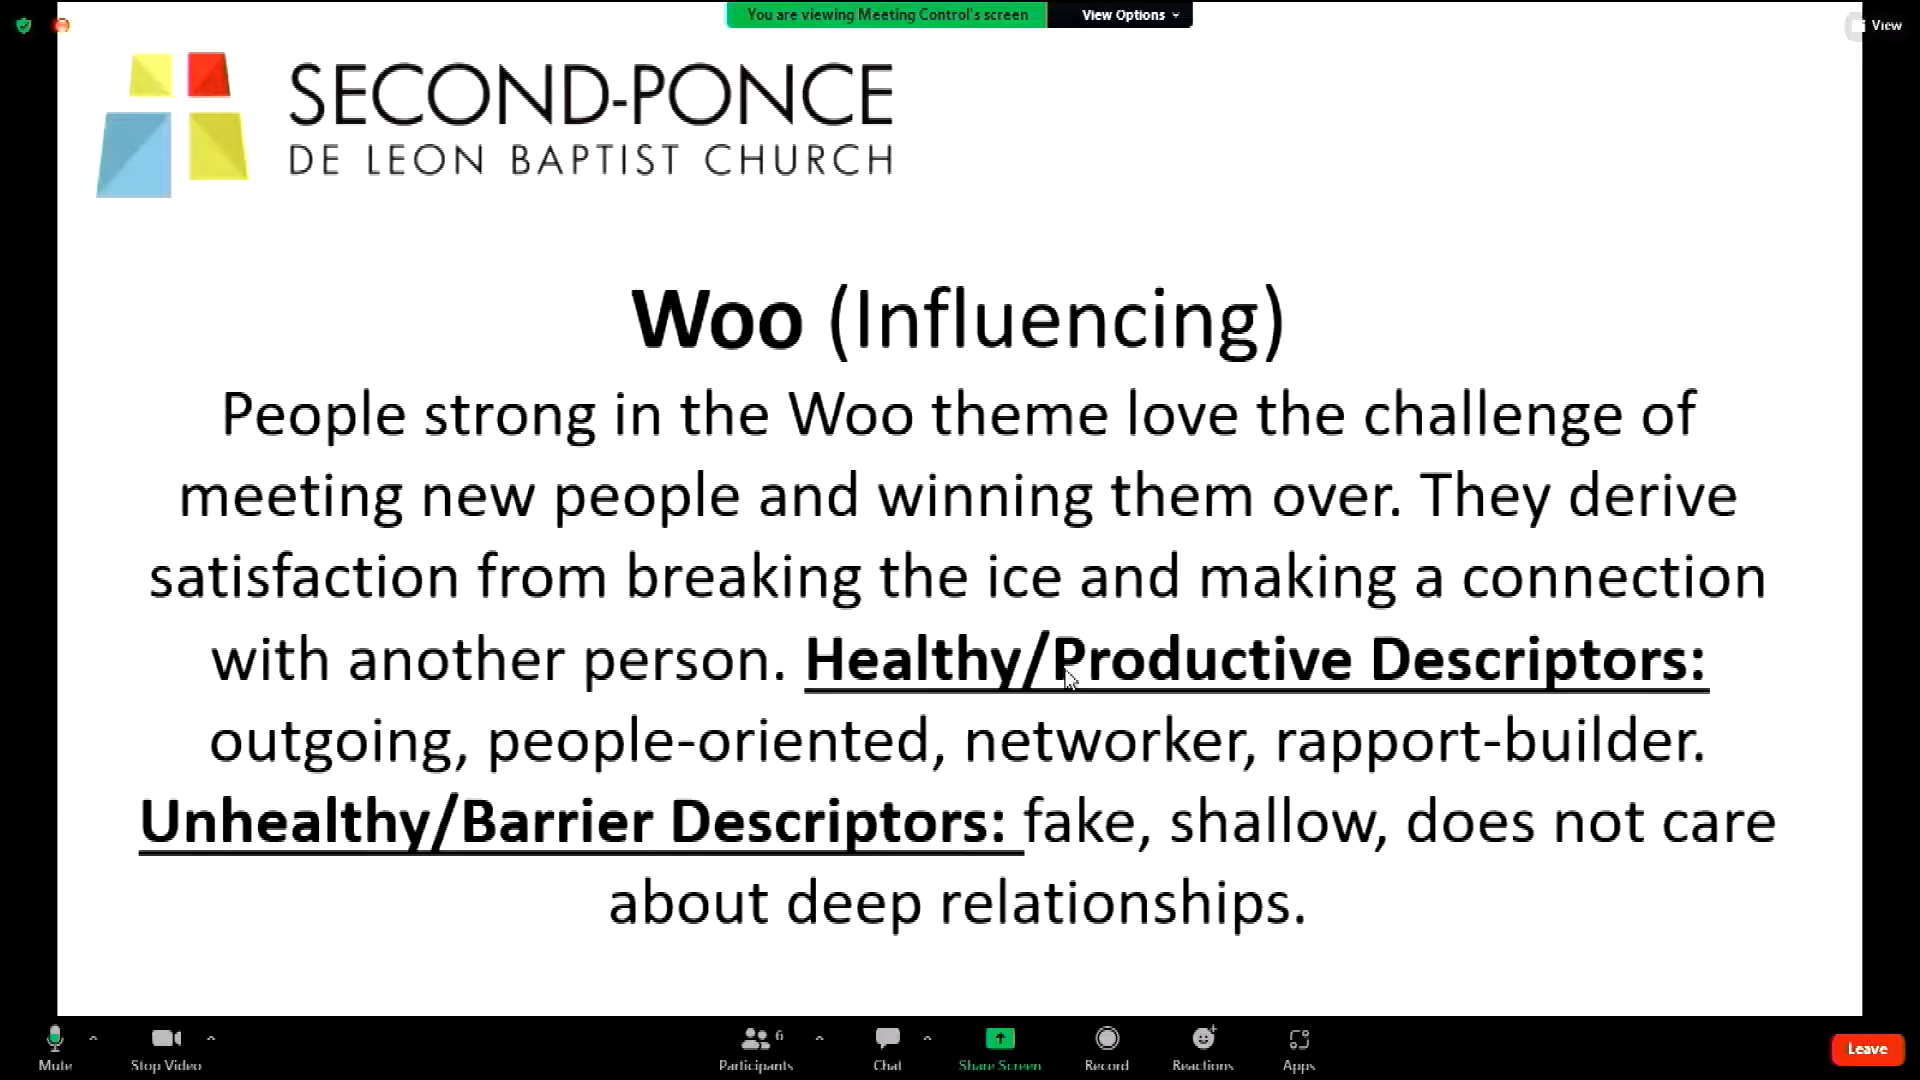 You are viewing Meeting Control's screen
View Options
View
SECOND-PONCE
DE LEON BAPTIST CHURCH
Woo (Influencing)
People strong in the Woo theme love the challenge of
meeting new people and winning them over. They derive
satisfaction from breaking the ice and making a connection
with another person. Healthy/Productive Descriptors:
outgoing, people-oriented, networker, rapport-builder.
Unhealthy/Barrier Descriptors: fake, shallow, does not care
about deep relationships.
Mute
Stop Video
Participants
6
Chat
Share Screen
Record
Reactions
Apps
Leave